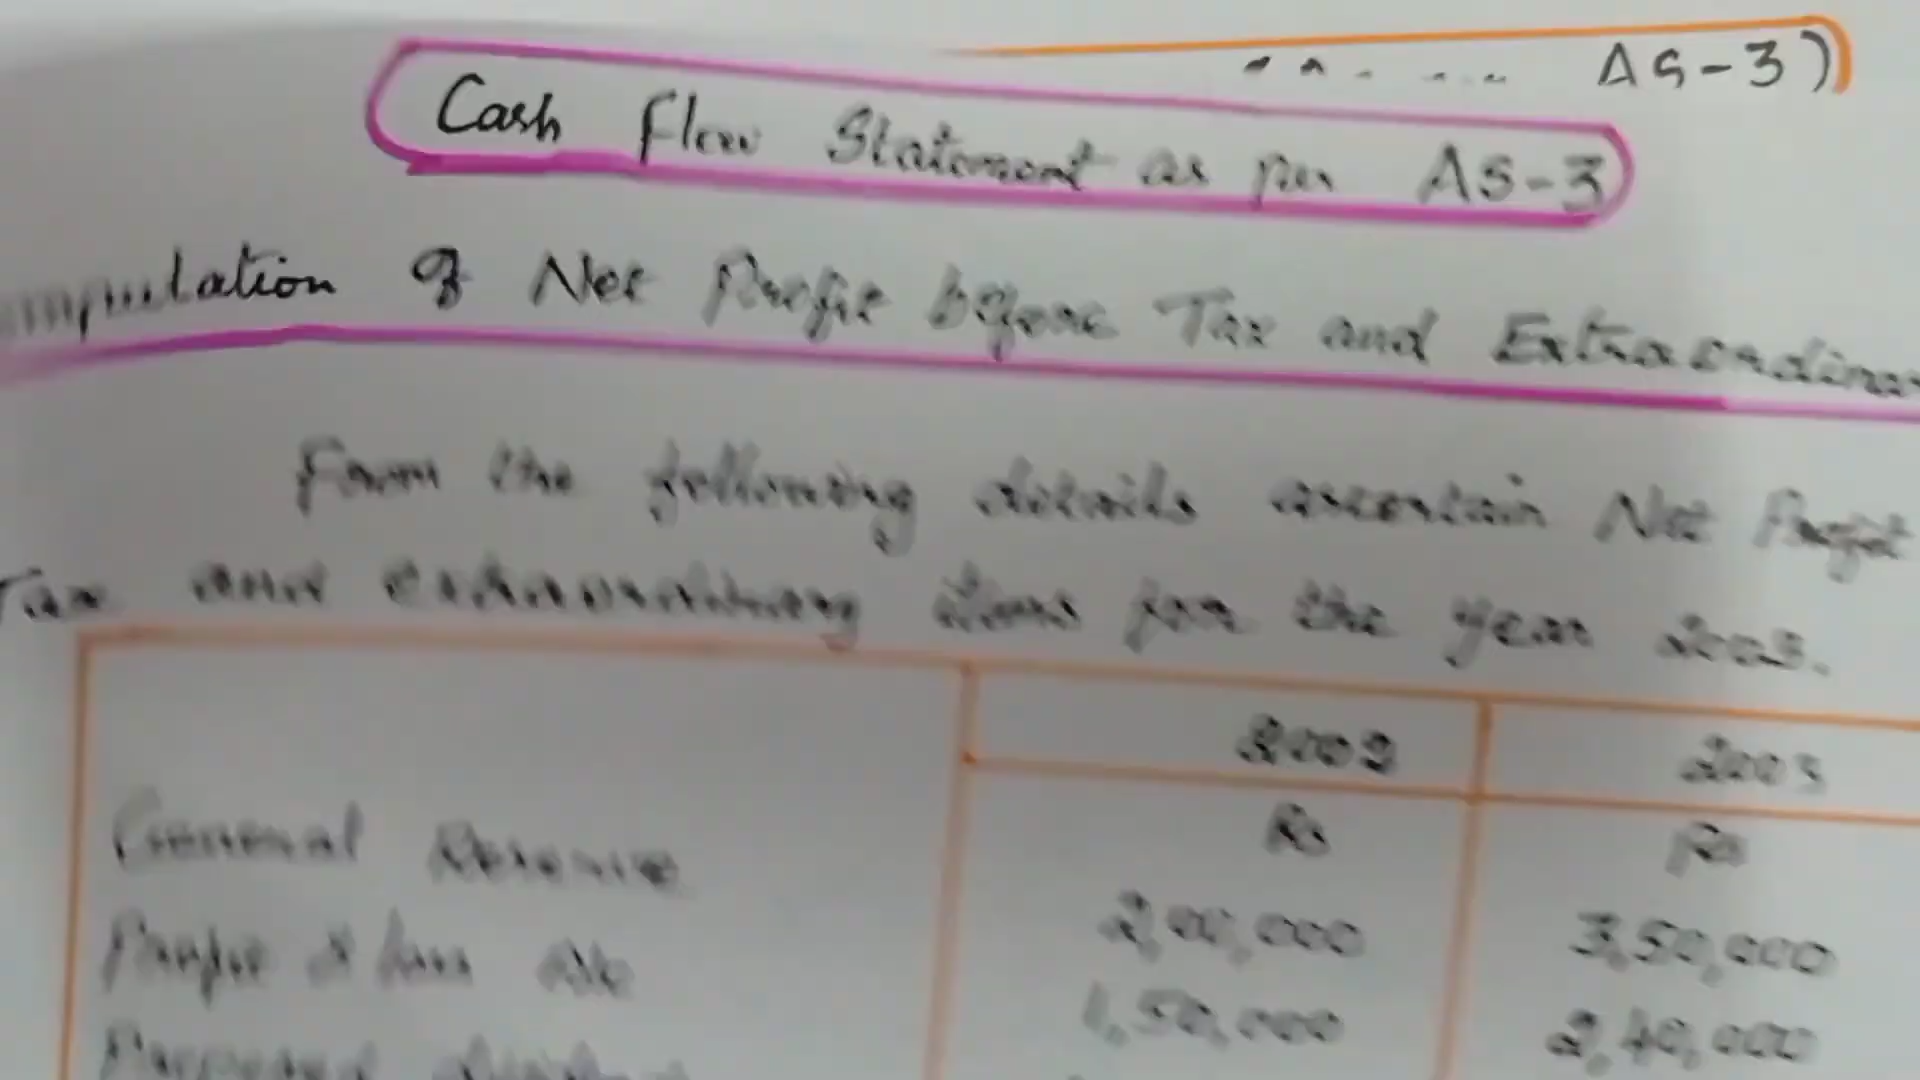 AS-3)
Cash Flow Statement as per AS-3
mputation of Net Profit before Tax and Extraordinar
From the following details ascertain Net Profit
Tax and extraordinary items for the year 2003.
2002 2003
Rs Rs
General Reserve 2,00,000 3,50,000
Profit & loss A/c 1,50,000 2,40,000
Proposed